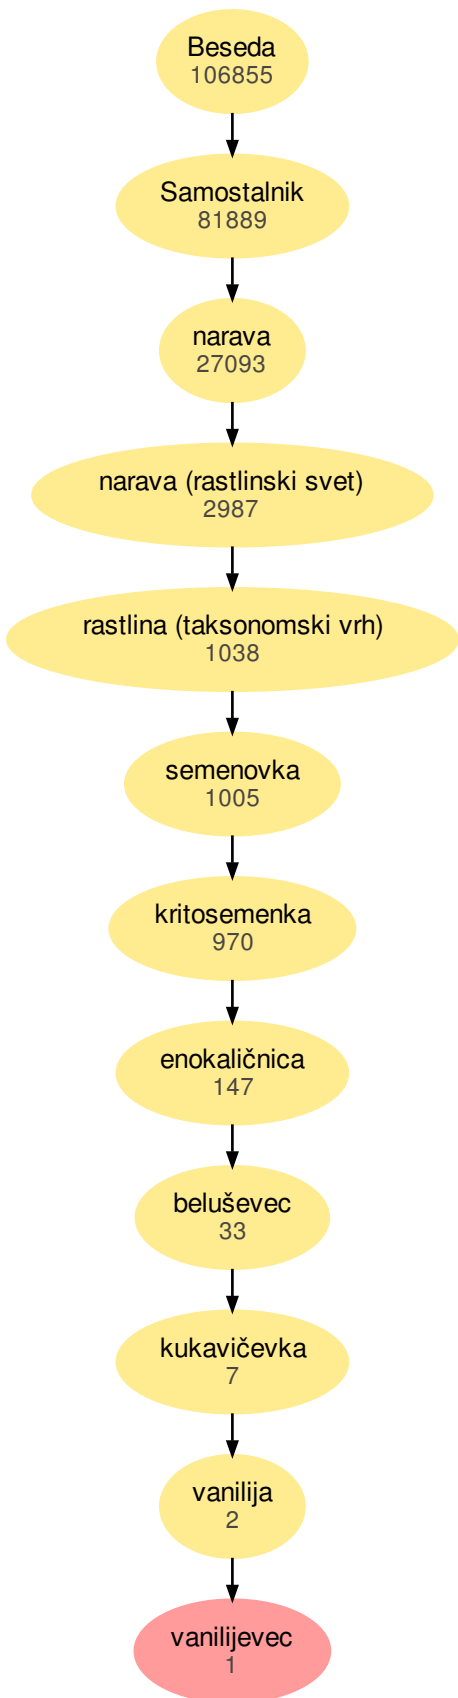 Beseda
106855
Samostalnik
81889
narava
27093
narava (rastlinski svet)
2987
rastlina (taksonomski vrh)
1038
semenovka
1005
kritosemenka
970
enokaličnica
147
beluševec
33
kukavičevka
7
vanilija
2
vanilijevec
1